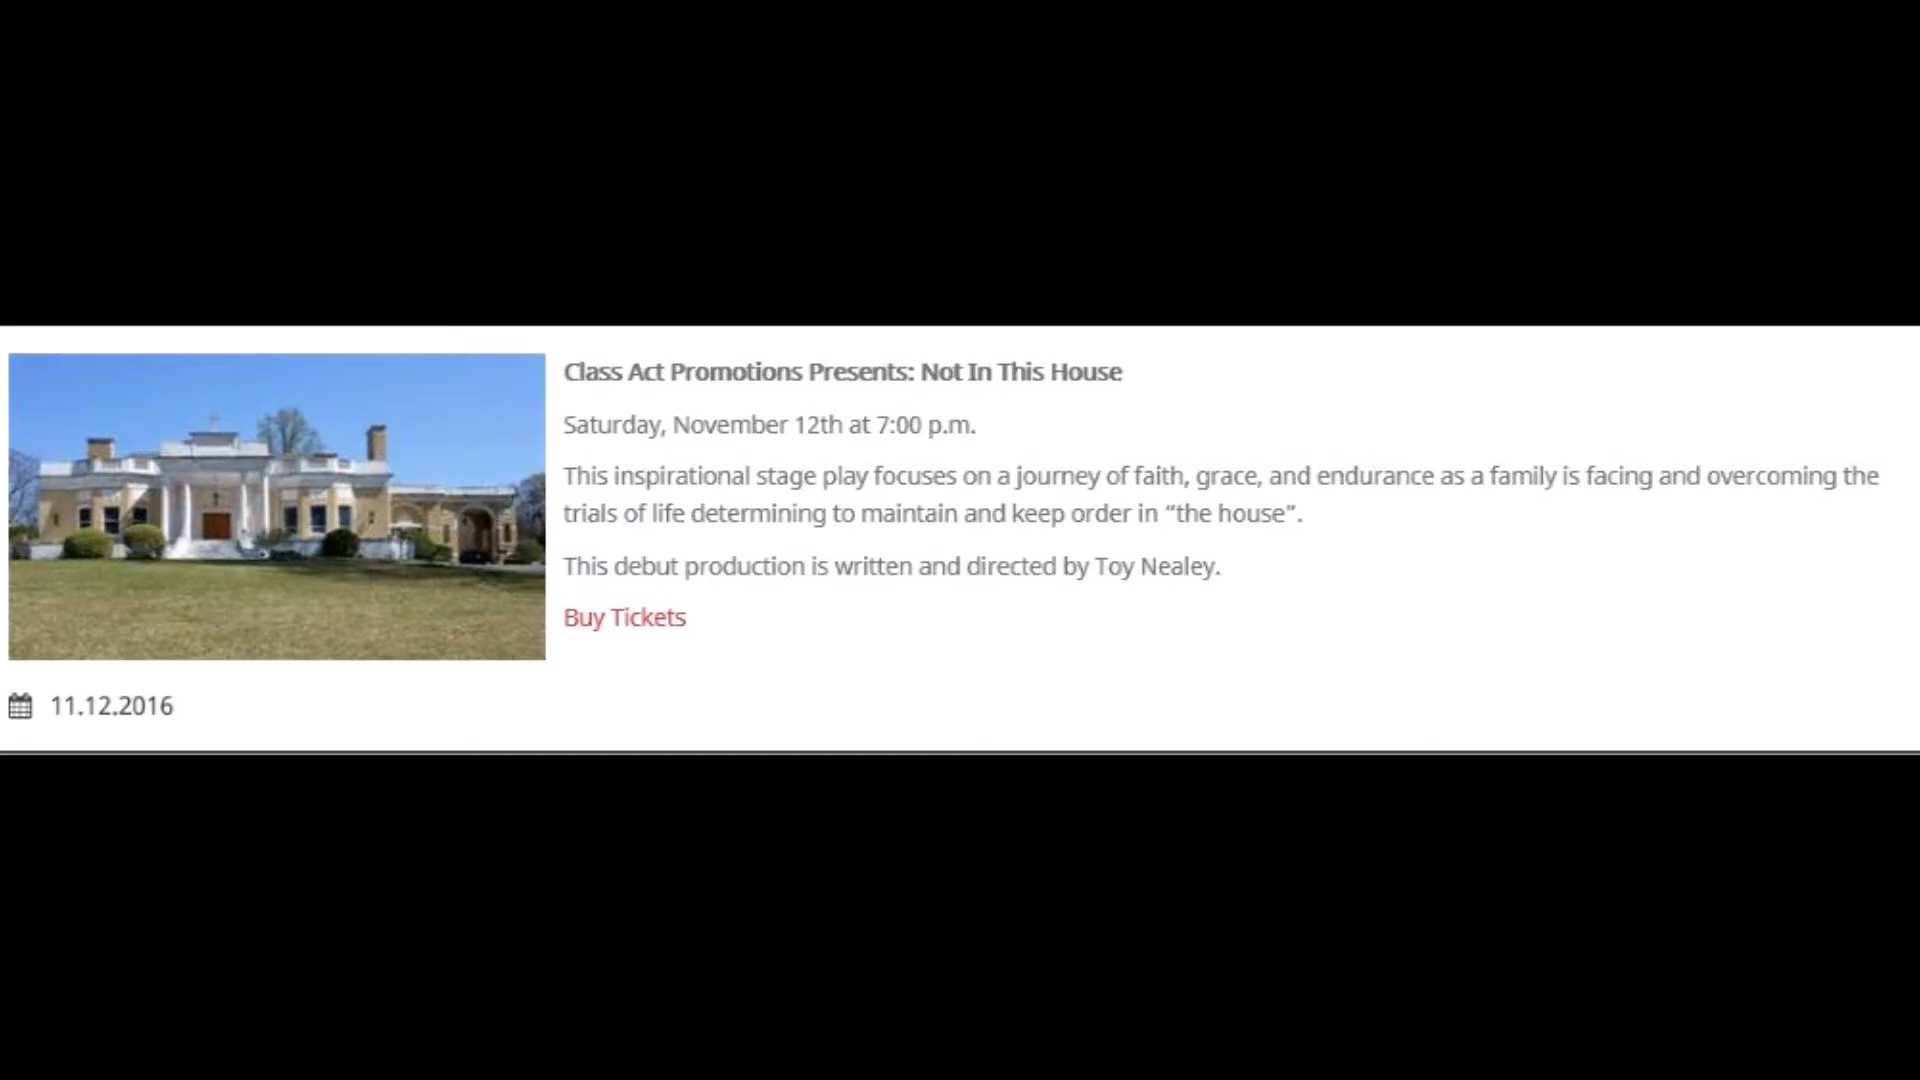 Class Act Promotions Presents: Not In This House
Saturday, November 12th at 7:00 p.m.
This inspirational stage play focuses on a journey of faith, grace, and endurance as a family is facing and overcoming the
trials of life determining to maintain and keep order in “the house”.
This debut production is written and directed by Toy Nealey.
Buy Tickets
11.12.2016